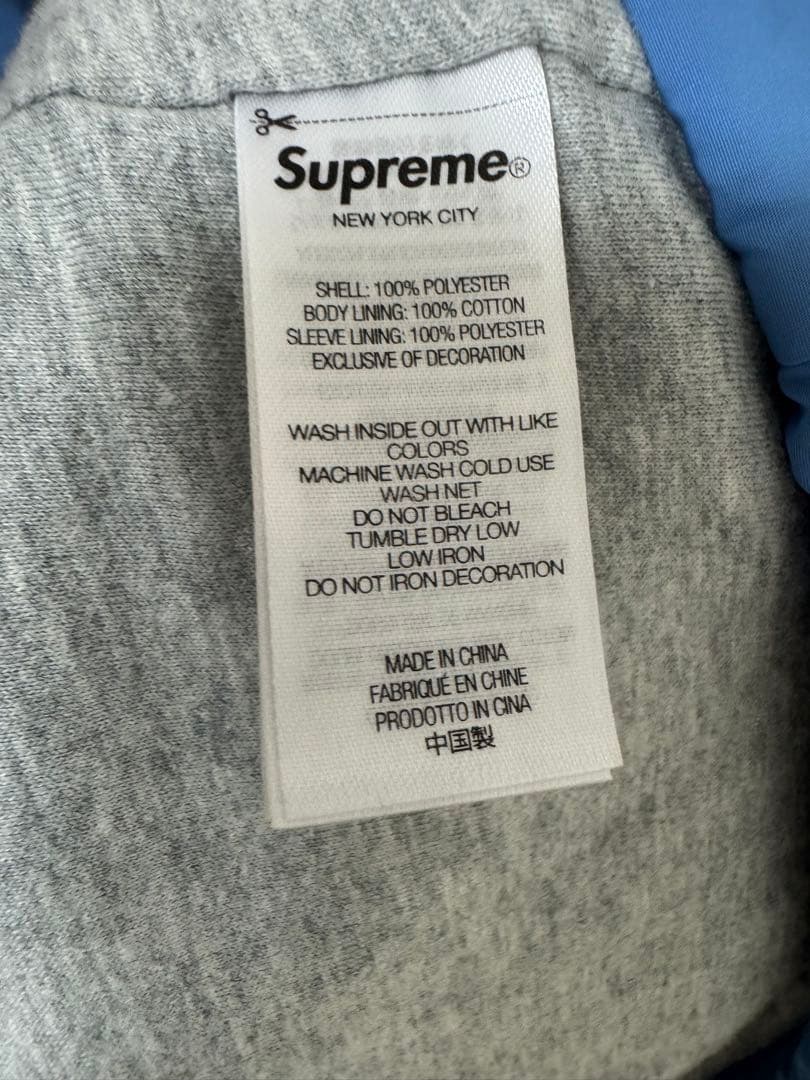 Supreme®
NEW YORK CITY
SHELL: 100% POLYESTER
BODY LINING: 100% COTTON
SLEEVE LINING: 100% POLYESTER
EXCLUSIVE OF DECORATION
WASH INSIDE OUT WITH LIKE
COLORS
MACHINE WASH COLD USE
WASH NET
DO NOT BLEACH
TUMBLE DRY LOW
LOW IRON
DO NOT IRON DECORATION
MADE IN CHINA
FABRIQUÉ EN CHINE
PRODOTTO IN CINA
中国製